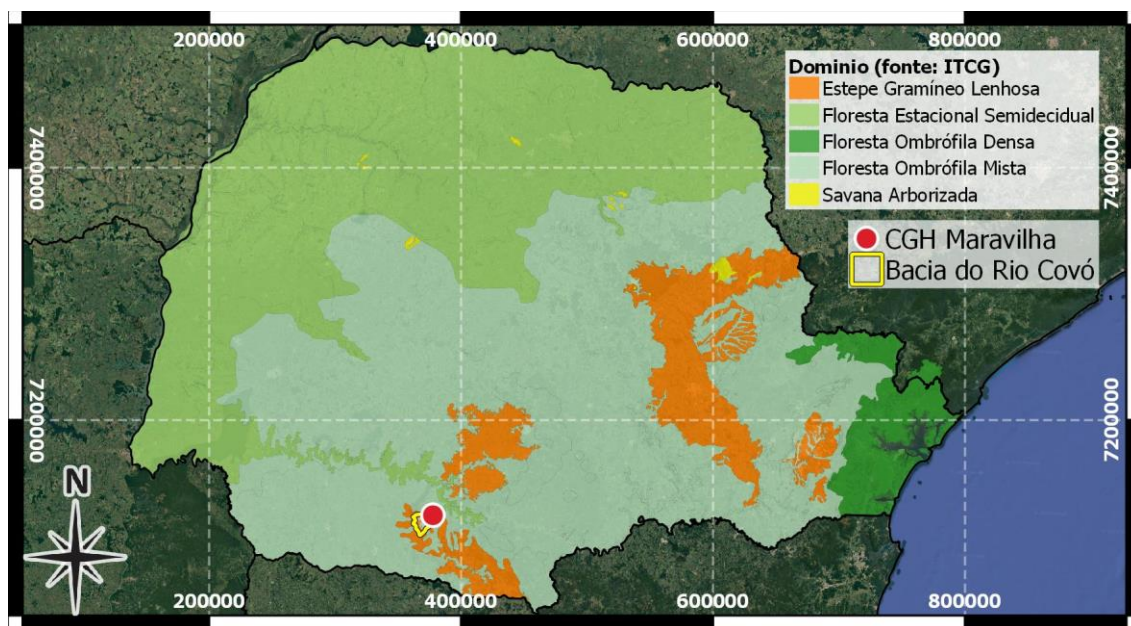 200000 400000 600000 800000
Dominio (fonte: ITCG)
Estepe Gramíneo Lenhosa
Floresta Estacional Semidecidual
Floresta Ombrófila Densa
Floresta Ombrófila Mista
Savana Arborizada
CGH Maravilha
Bacia do Rio Covó
7400000 7400000
7200000 7200000
N
200000 400000 600000 800000